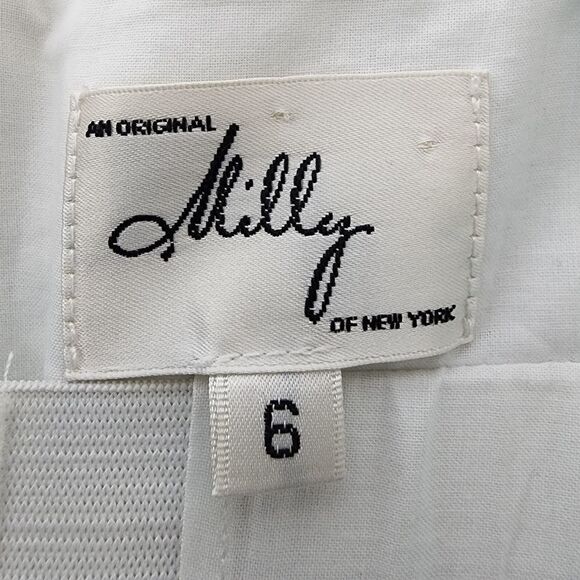 AN ORIGINAL
Milly
OF NEW YORK
6